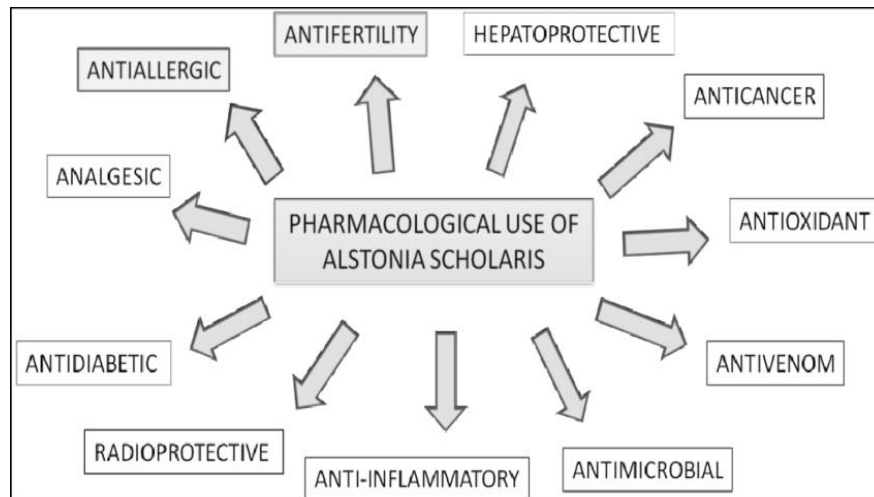 ANTIFERTILITY
HEPATOPROTECTIVE
ANTIALLERGIC
ANTICANCER
ANALGESIC
PHARMACOLOGICAL USE OF
ALSTONIA SCHOLARIS
ANTIOXIDANT
ANTIDIABETIC
ANTIVENOM
RADIOPROTECTIVE
ANTI-INFLAMMATORY
ANTIMICROBIAL